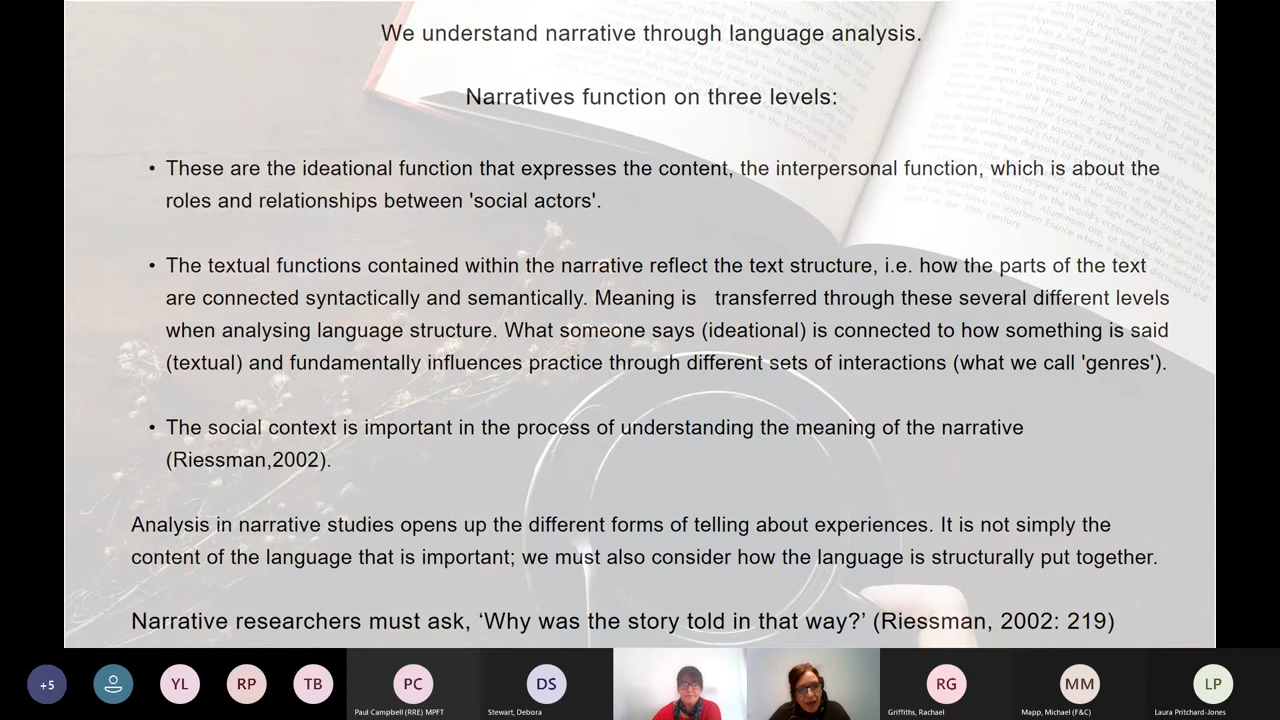 We understand narrative through language analysis.
Narratives function on three levels:
• These are the ideational function that expresses the content, the interpersonal function, which is about the
roles and relationships between 'social actors'.
• The textual functions contained within the narrative reflect the text structure, i.e. how the parts of the text
are connected syntactically and semantically. Meaning is transferred through these several different levels
when analysing language structure. What someone says (ideational) is connected to how something is said
(textual) and fundamentally influences practice through different sets of interactions (what we call 'genres').
• The social context is important in the process of understanding the meaning of the narrative
(Riessman,2002).
Analysis in narrative studies opens up the different forms of telling about experiences. It is not simply the
content of the language that is important; we must also consider how the language is structurally put together.
Narrative researchers must ask, ‘Why was the story told in that way?’ (Riessman, 2002: 219)
+5 YL RP TB PC DS RG MM LP
Paul Campbell (RRE) MPFT Stewart, Debora Griffiths, Rachael Mapp, Michael (F&C) Laura Pritchard-Jones